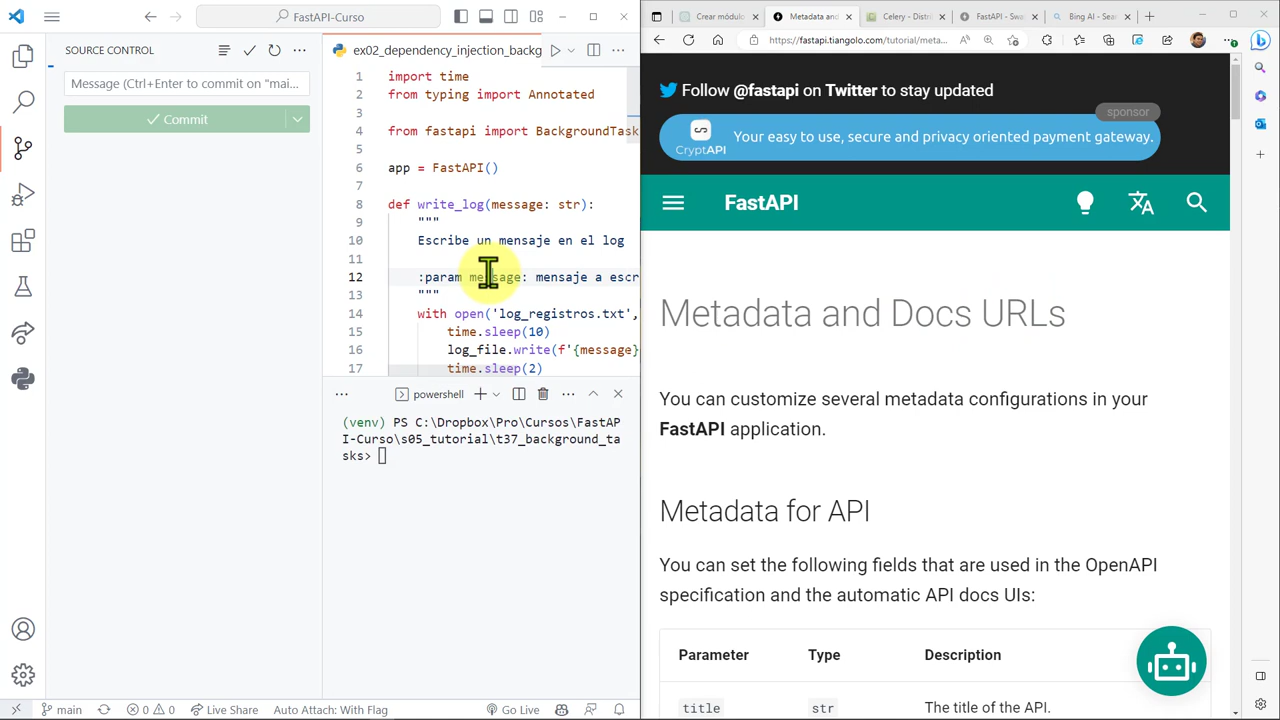 FastAPI-Curso
SOURCE CONTROL
Message (Ctrl+Enter to commit on "mai...
Commit
ex02_dependency_injection_backg
1 import time
2 from typing import Annotated
3
4 from fastapi import BackgroundTask
5
6 app = FastAPI()
7
8 def write_log(message: str):
9 """
10 Escribe un mensaje en el log
11
12 :param message: mensaje a escr
13 """
14 with open('log_registros.txt',
15 time.sleep(10)
16 log_file.write(f'{message}
17 time.sleep(2)
powershell
(venv) PS C:\Dropbox\Pro\Cursos\FastAP
I-Curso\s05_tutorial\t37_background_ta
sks>
main
0 0
Live Share
Auto Attach: With Flag
Go Live
Crear módulo
Metadata and
Celery - Distri
FastAPI - Swa
Bing AI - Sear
https://fastapi.tiangolo.com/tutorial/meta...
Follow @fastapi on Twitter to stay updated
sponsor
CryptAPI
Your easy to use, secure and privacy oriented payment gateway.
FastAPI
Metadata and Docs URLs
You can customize several metadata configurations in your
FastAPI application.
Metadata for API
You can set the following fields that are used in the OpenAPI
specification and the automatic API docs UIs:
Parameter Type Description
title str The title of the API.